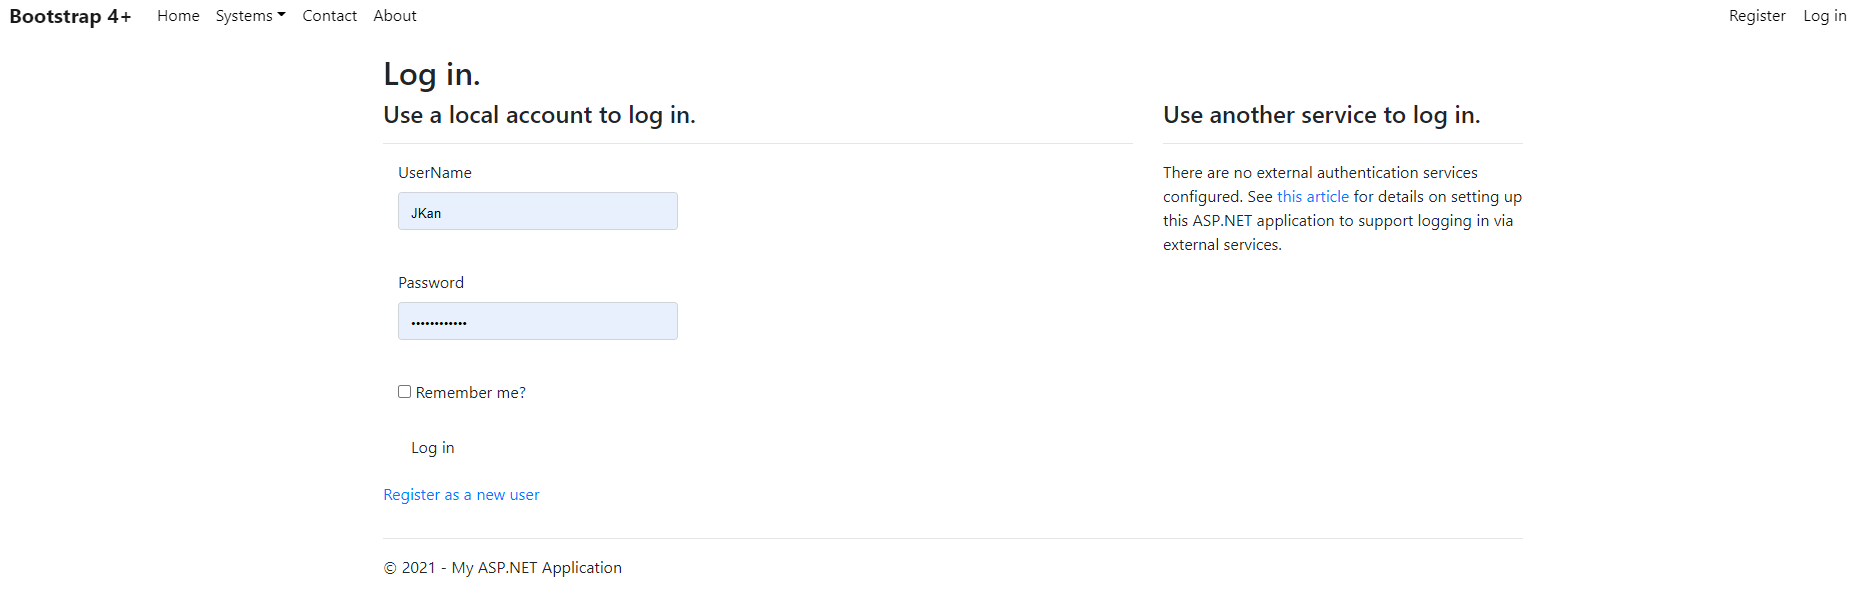 Bootstrap 4+ Home Systems Contact About Register Log in
Log in.
Use a local account to log in.
UserName
JKan
Password
••••••••••••
Remember me?
Log in
Register as a new user
Use another service to log in.
There are no external authentication services
configured. See this article for details on setting up
this ASP.NET application to support logging in via
external services.
© 2021 - My ASP.NET Application